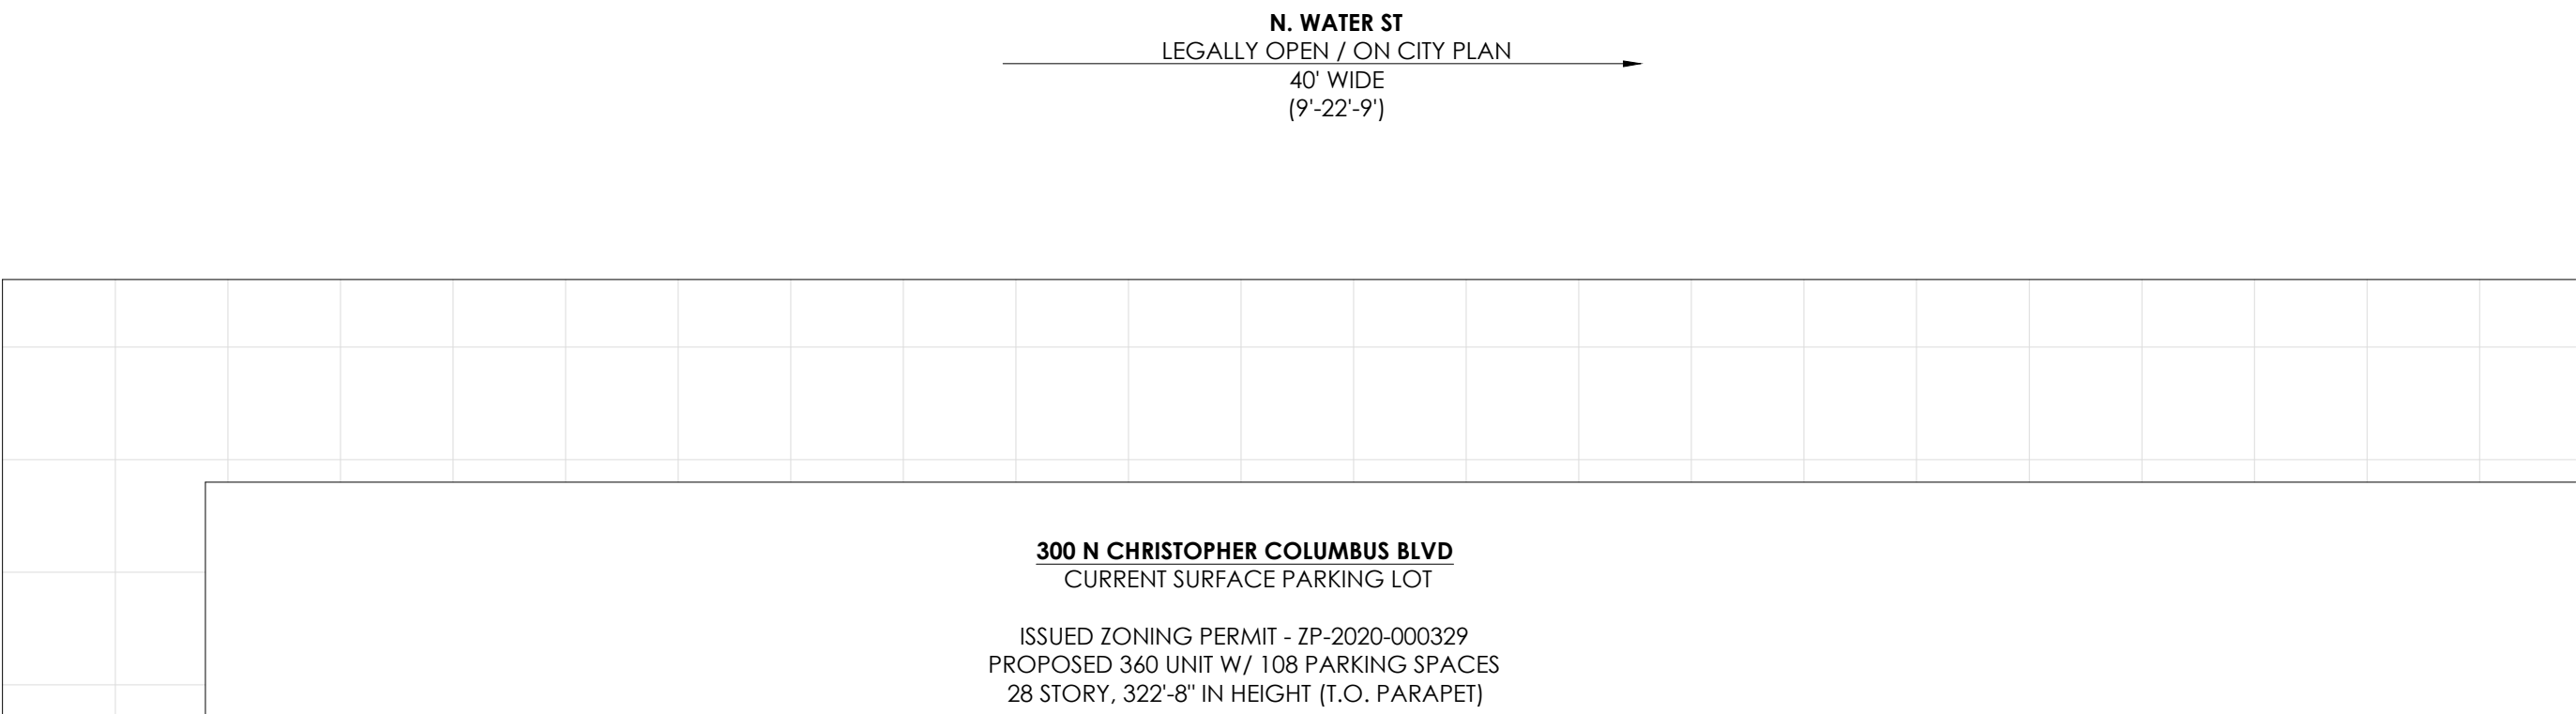 N. WATER ST
LEGALLY OPEN / ON CITY PLAN
40' WIDE
(9'-22'-9')
300 N CHRISTOPHER COLUMBUS BLVD
CURRENT SURFACE PARKING LOT
ISSUED ZONING PERMIT - ZP-2020-000329
PROPOSED 360 UNIT W/ 108 PARKING SPACES
28 STORY, 322'-8" IN HEIGHT (T.O. PARAPET)